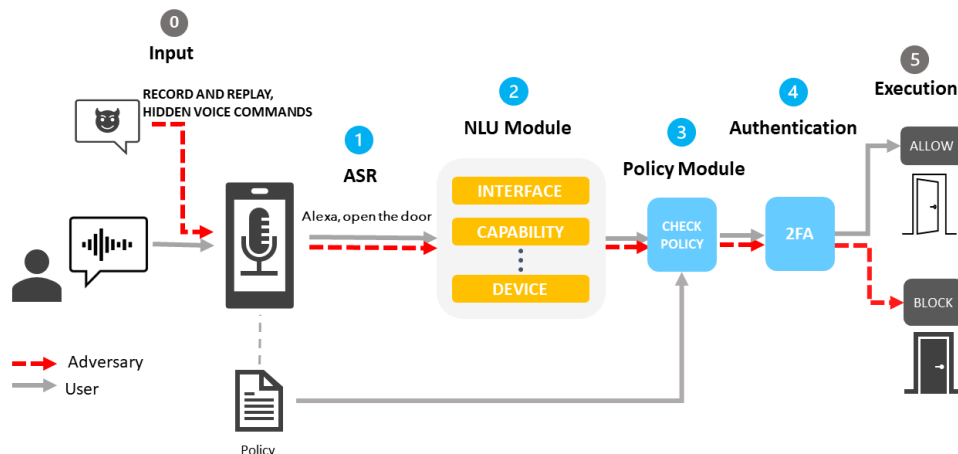 0
Input
RECORD AND REPLAY,
HIDDEN VOICE COMMANDS
1
ASR
Alexa, open the door
2
NLU Module
INTERFACE
CAPABILITY
DEVICE
3
Policy Module
CHECK
POLICY
4
Authentication
2FA
5
Execution
ALLOW
BLOCK
Adversary
User
Policy